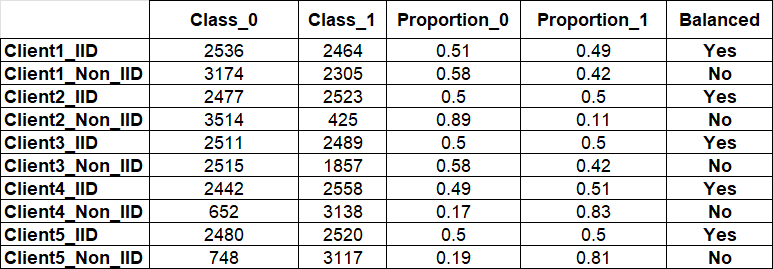 Class_0 Class_1 Proportion_0 Proportion_1 Balanced
Client1_IID 2536 2464 0.51 0.49 Yes
Client1_Non_IID 3174 2305 0.58 0.42 No
Client2_IID 2477 2523 0.5 0.5 Yes
Client2_Non_IID 3514 425 0.89 0.11 No
Client3_IID 2511 2489 0.5 0.5 Yes
Client3_Non_IID 2515 1857 0.58 0.42 No
Client4_IID 2442 2558 0.49 0.51 Yes
Client4_Non_IID 652 3138 0.17 0.83 No
Client5_IID 2480 2520 0.5 0.5 Yes
Client5_Non_IID 748 3117 0.19 0.81 No